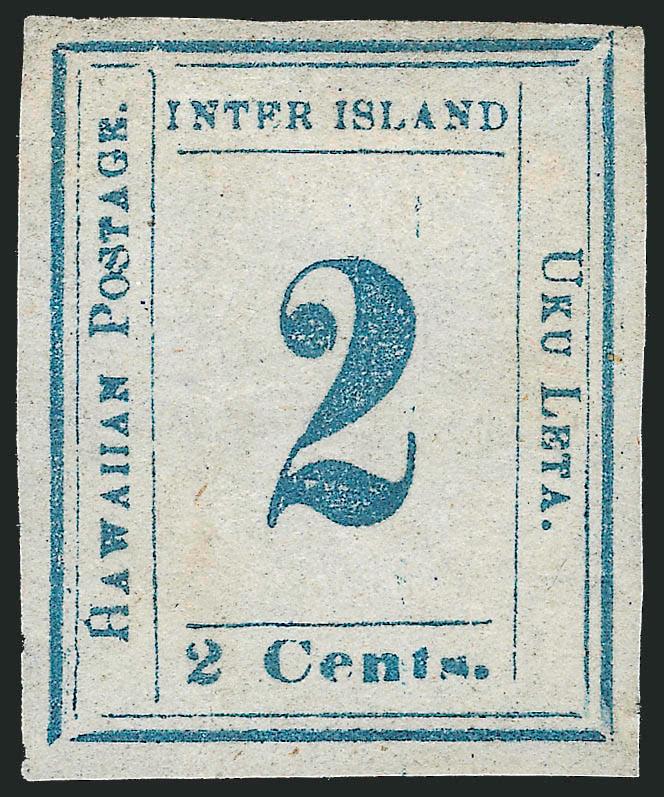 INTER ISLAND
HAWAIIAN POSTAGE.
2
UKU LETA.
2 Cents.